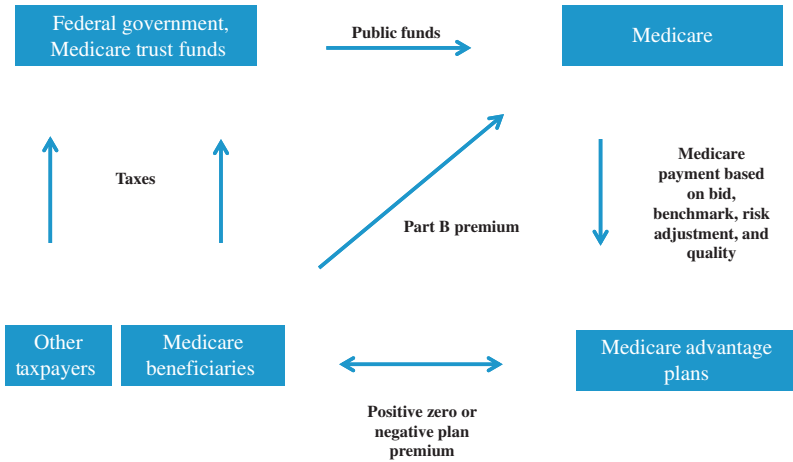 Federal government,
Medicare trust funds
Public funds
Medicare
Taxes
Part B premium
Medicare
payment based
on bid,
benchmark, risk
adjustment, and
quality
Other
taxpayers
Medicare
beneficiaries
Medicare advantage
plans
Positive zero or
negative plan
premium